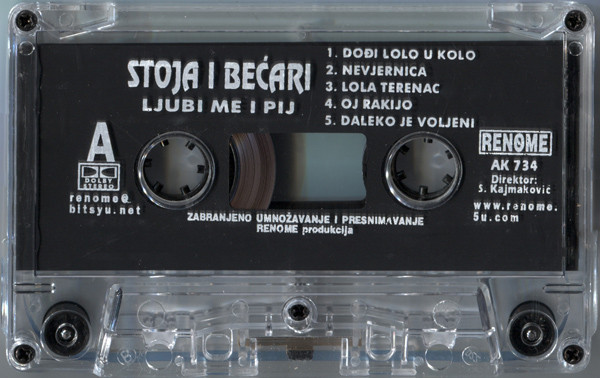 STOJA I BEĆARI
LJUBI ME I PIJ
1. DOĐI LOLO U KOLO
2. NEVJERNICA
3. LOLA TERENAC
4. OJ RAKIJO
5. DALEKO JE VOLJENI
A
DOLBY
STEREO
renome@
bitsyu.net
RENOME
AK 734
Direktor:
Š. Kajmaković
www.renome.
5u.com
ZABRANJENO UMNOŽAVANJE I PRESNIMAVANJE
RENOME produkcija